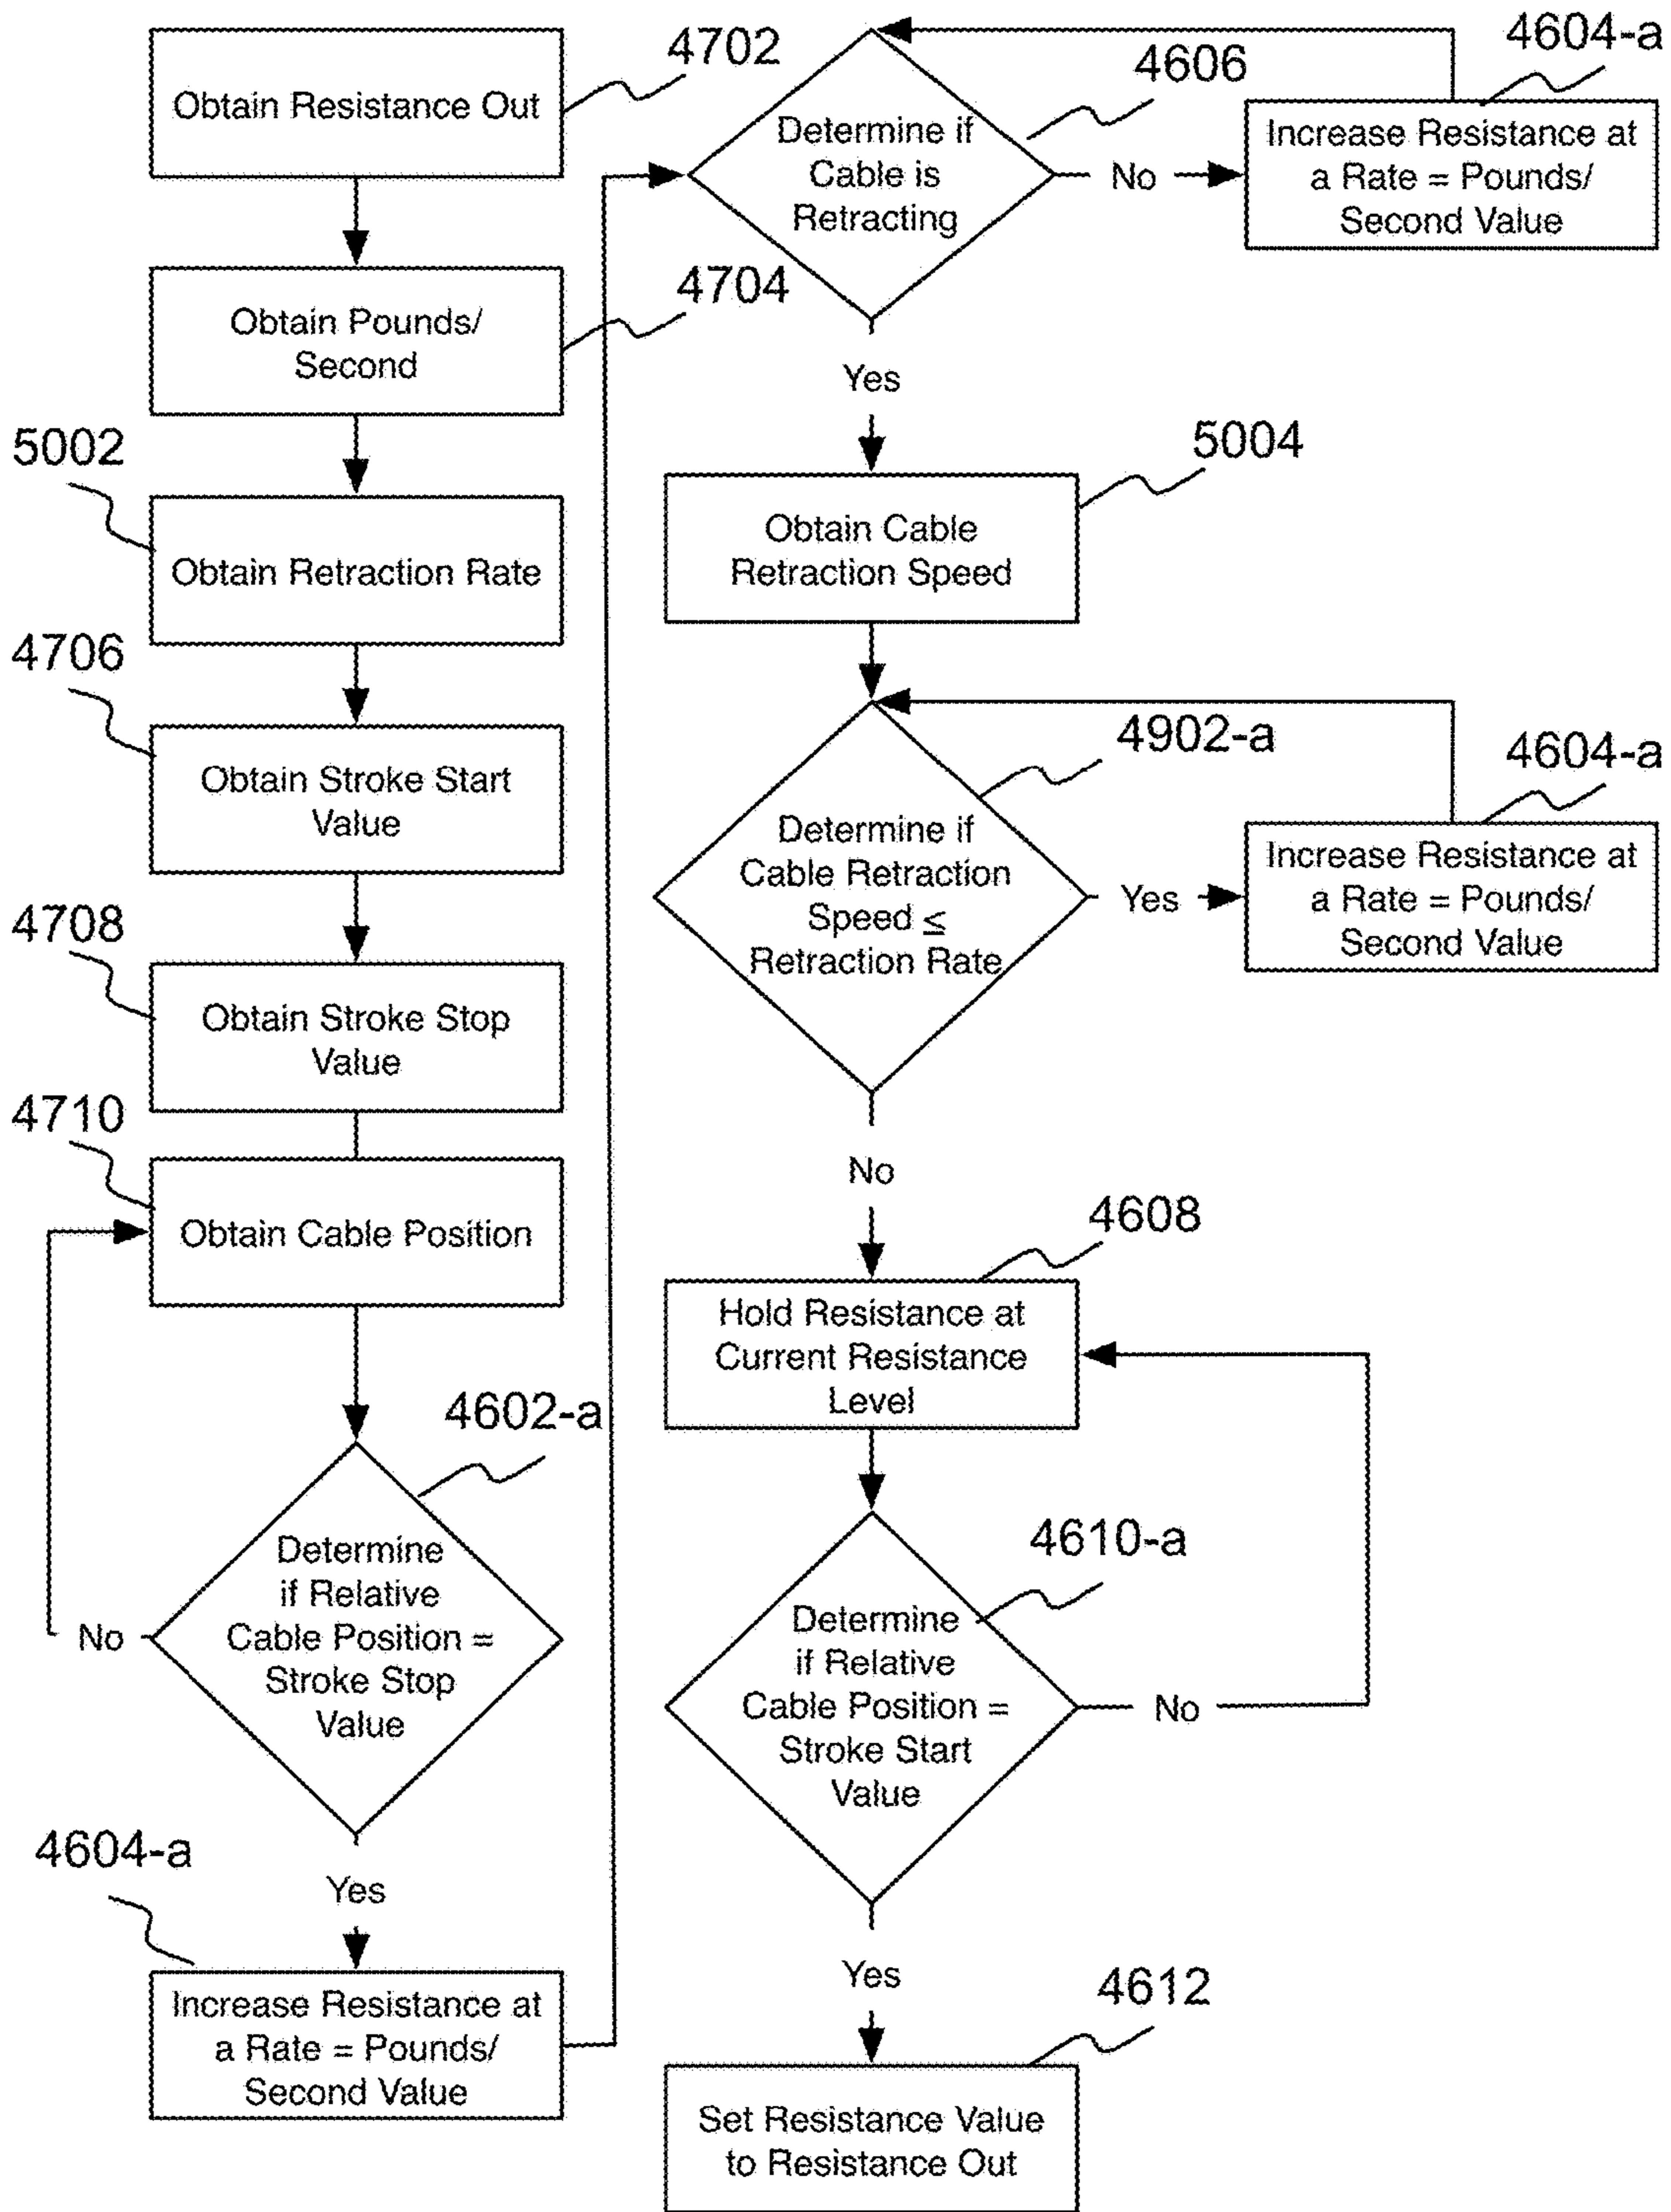 Obtain Resistance Out
4702
Obtain Pounds/
Second
4704
5002
Obtain Retraction Rate
4706
Obtain Stroke Start
Value
4708
Obtain Stroke Stop
Value
4710
Obtain Cable Position
4602-a
Determine
if Relative
Cable Position =
Stroke Stop
Value
No
Yes
4604-a
Increase Resistance at
a Rate = Pounds/
Second Value
4606
Determine if
Cable is
Retracting
No
4604-a
Increase Resistance at
a Rate = Pounds/
Second Value
Yes
5004
Obtain Cable
Retraction Speed
4902-a
Determine if
Cable Retraction
Speed ≤
Retraction Rate
Yes
4604-a
Increase Resistance at
a Rate = Pounds/
Second Value
No
4608
Hold Resistance at
Current Resistance
Level
4610-a
Determine
if Relative
Cable Position =
Stroke Start
Value
No
Yes
4612
Set Resistance Value
to Resistance Out